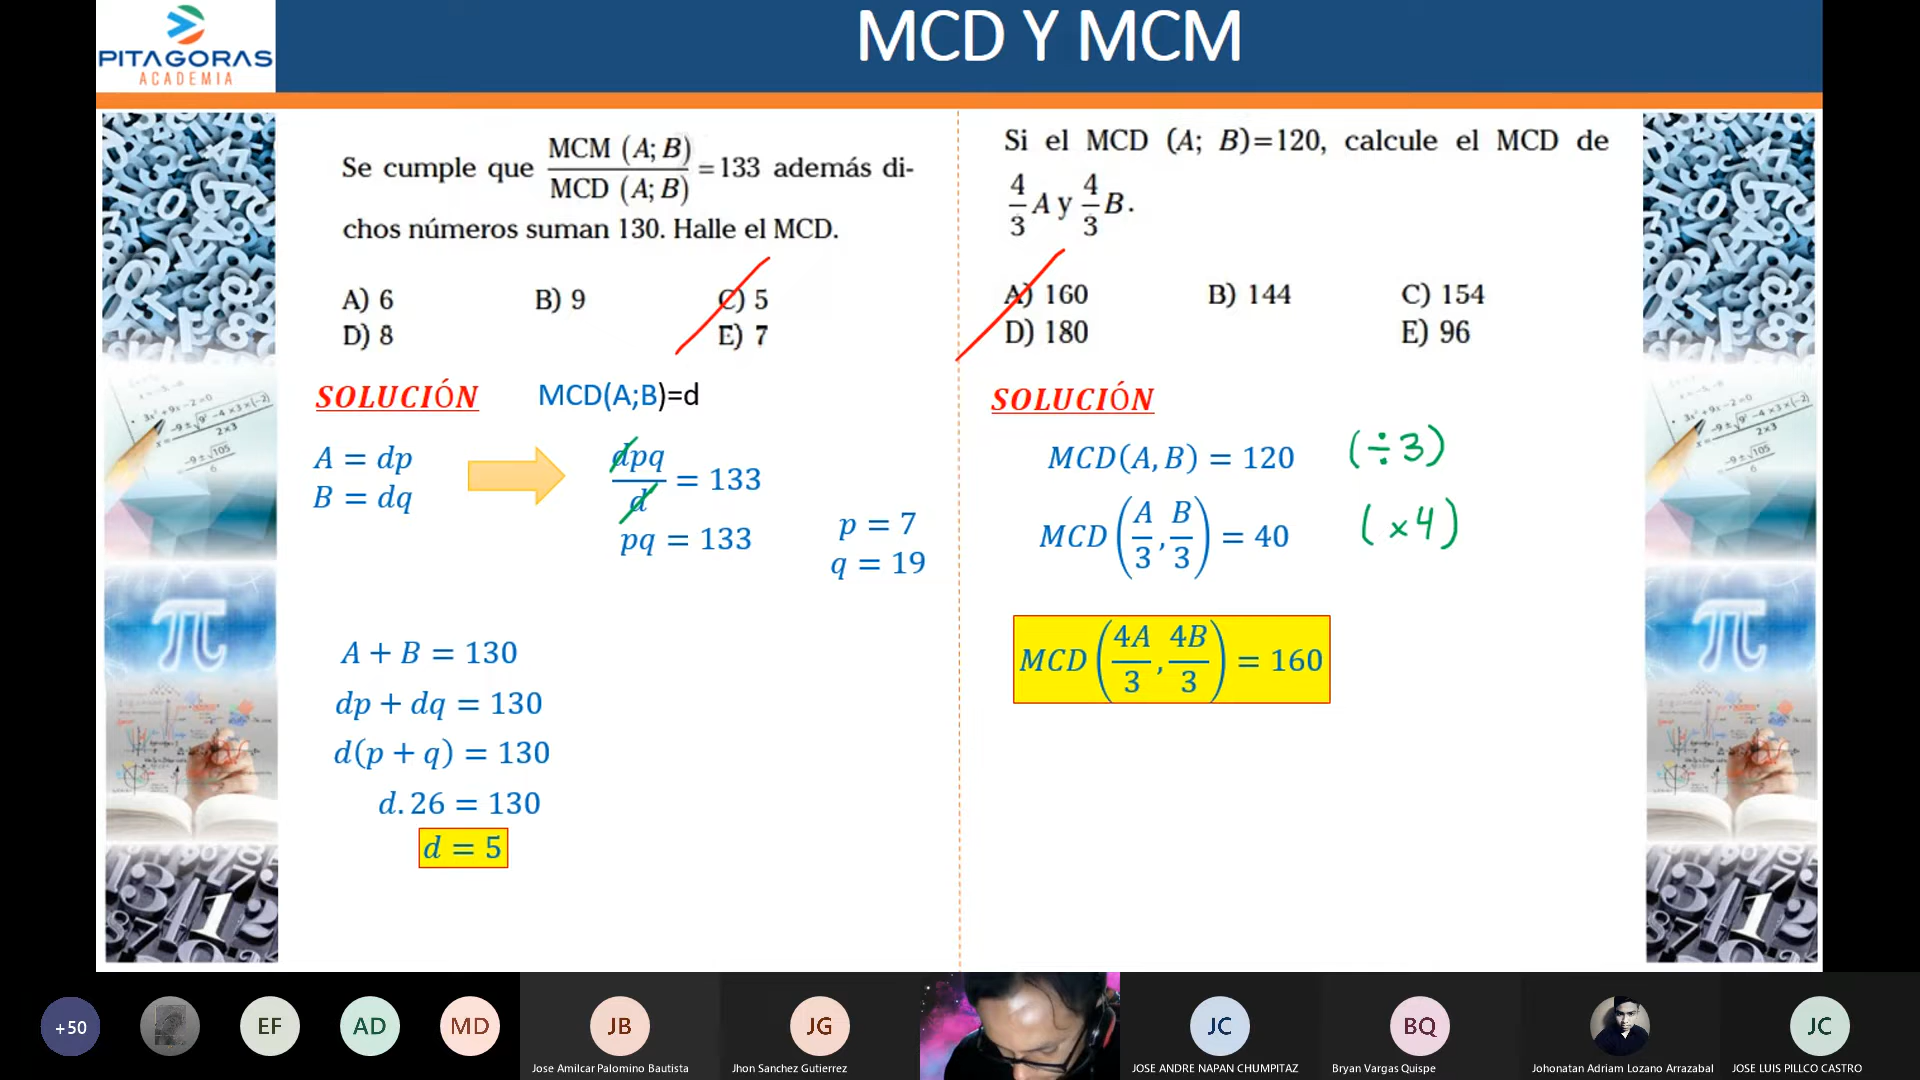 PITAGORAS
ACADEMIA
MCD Y MCM
Se cumple que MCM (A; B) / MCD (A; B) = 133 además di-
chos números suman 130. Halle el MCD.
A) 6 B) 9 C) 5
D) 8 E) 7
SOLUCIÓN MCD(A;B)=d
A = dp
B = dq
dpq / d = 133
pq = 133
p = 7
q = 19
A + B = 130
dp + dq = 130
d(p + q) = 130
d. 26 = 130
d = 5
Si el MCD (A; B)=120, calcule el MCD de
4/3 A y 4/3 B.
A) 160 B) 144 C) 154
D) 180 E) 96
SOLUCIÓN
MCD(A, B) = 120 (÷3)
MCD(A/3, B/3) = 40 (×4)
MCD(4A/3, 4B/3) = 160
+50
EF
AD
MD
JB
Jose Amilcar Palomino Bautista
JG
Jhon Sanchez Gutierrez
JC
JOSE ANDRE NAPAN CHUMPITAZ
BQ
Bryan Vargas Quispe
Johonatan Adriam Lozano Arrazabal
JC
JOSE LUIS PILLCO CASTRO